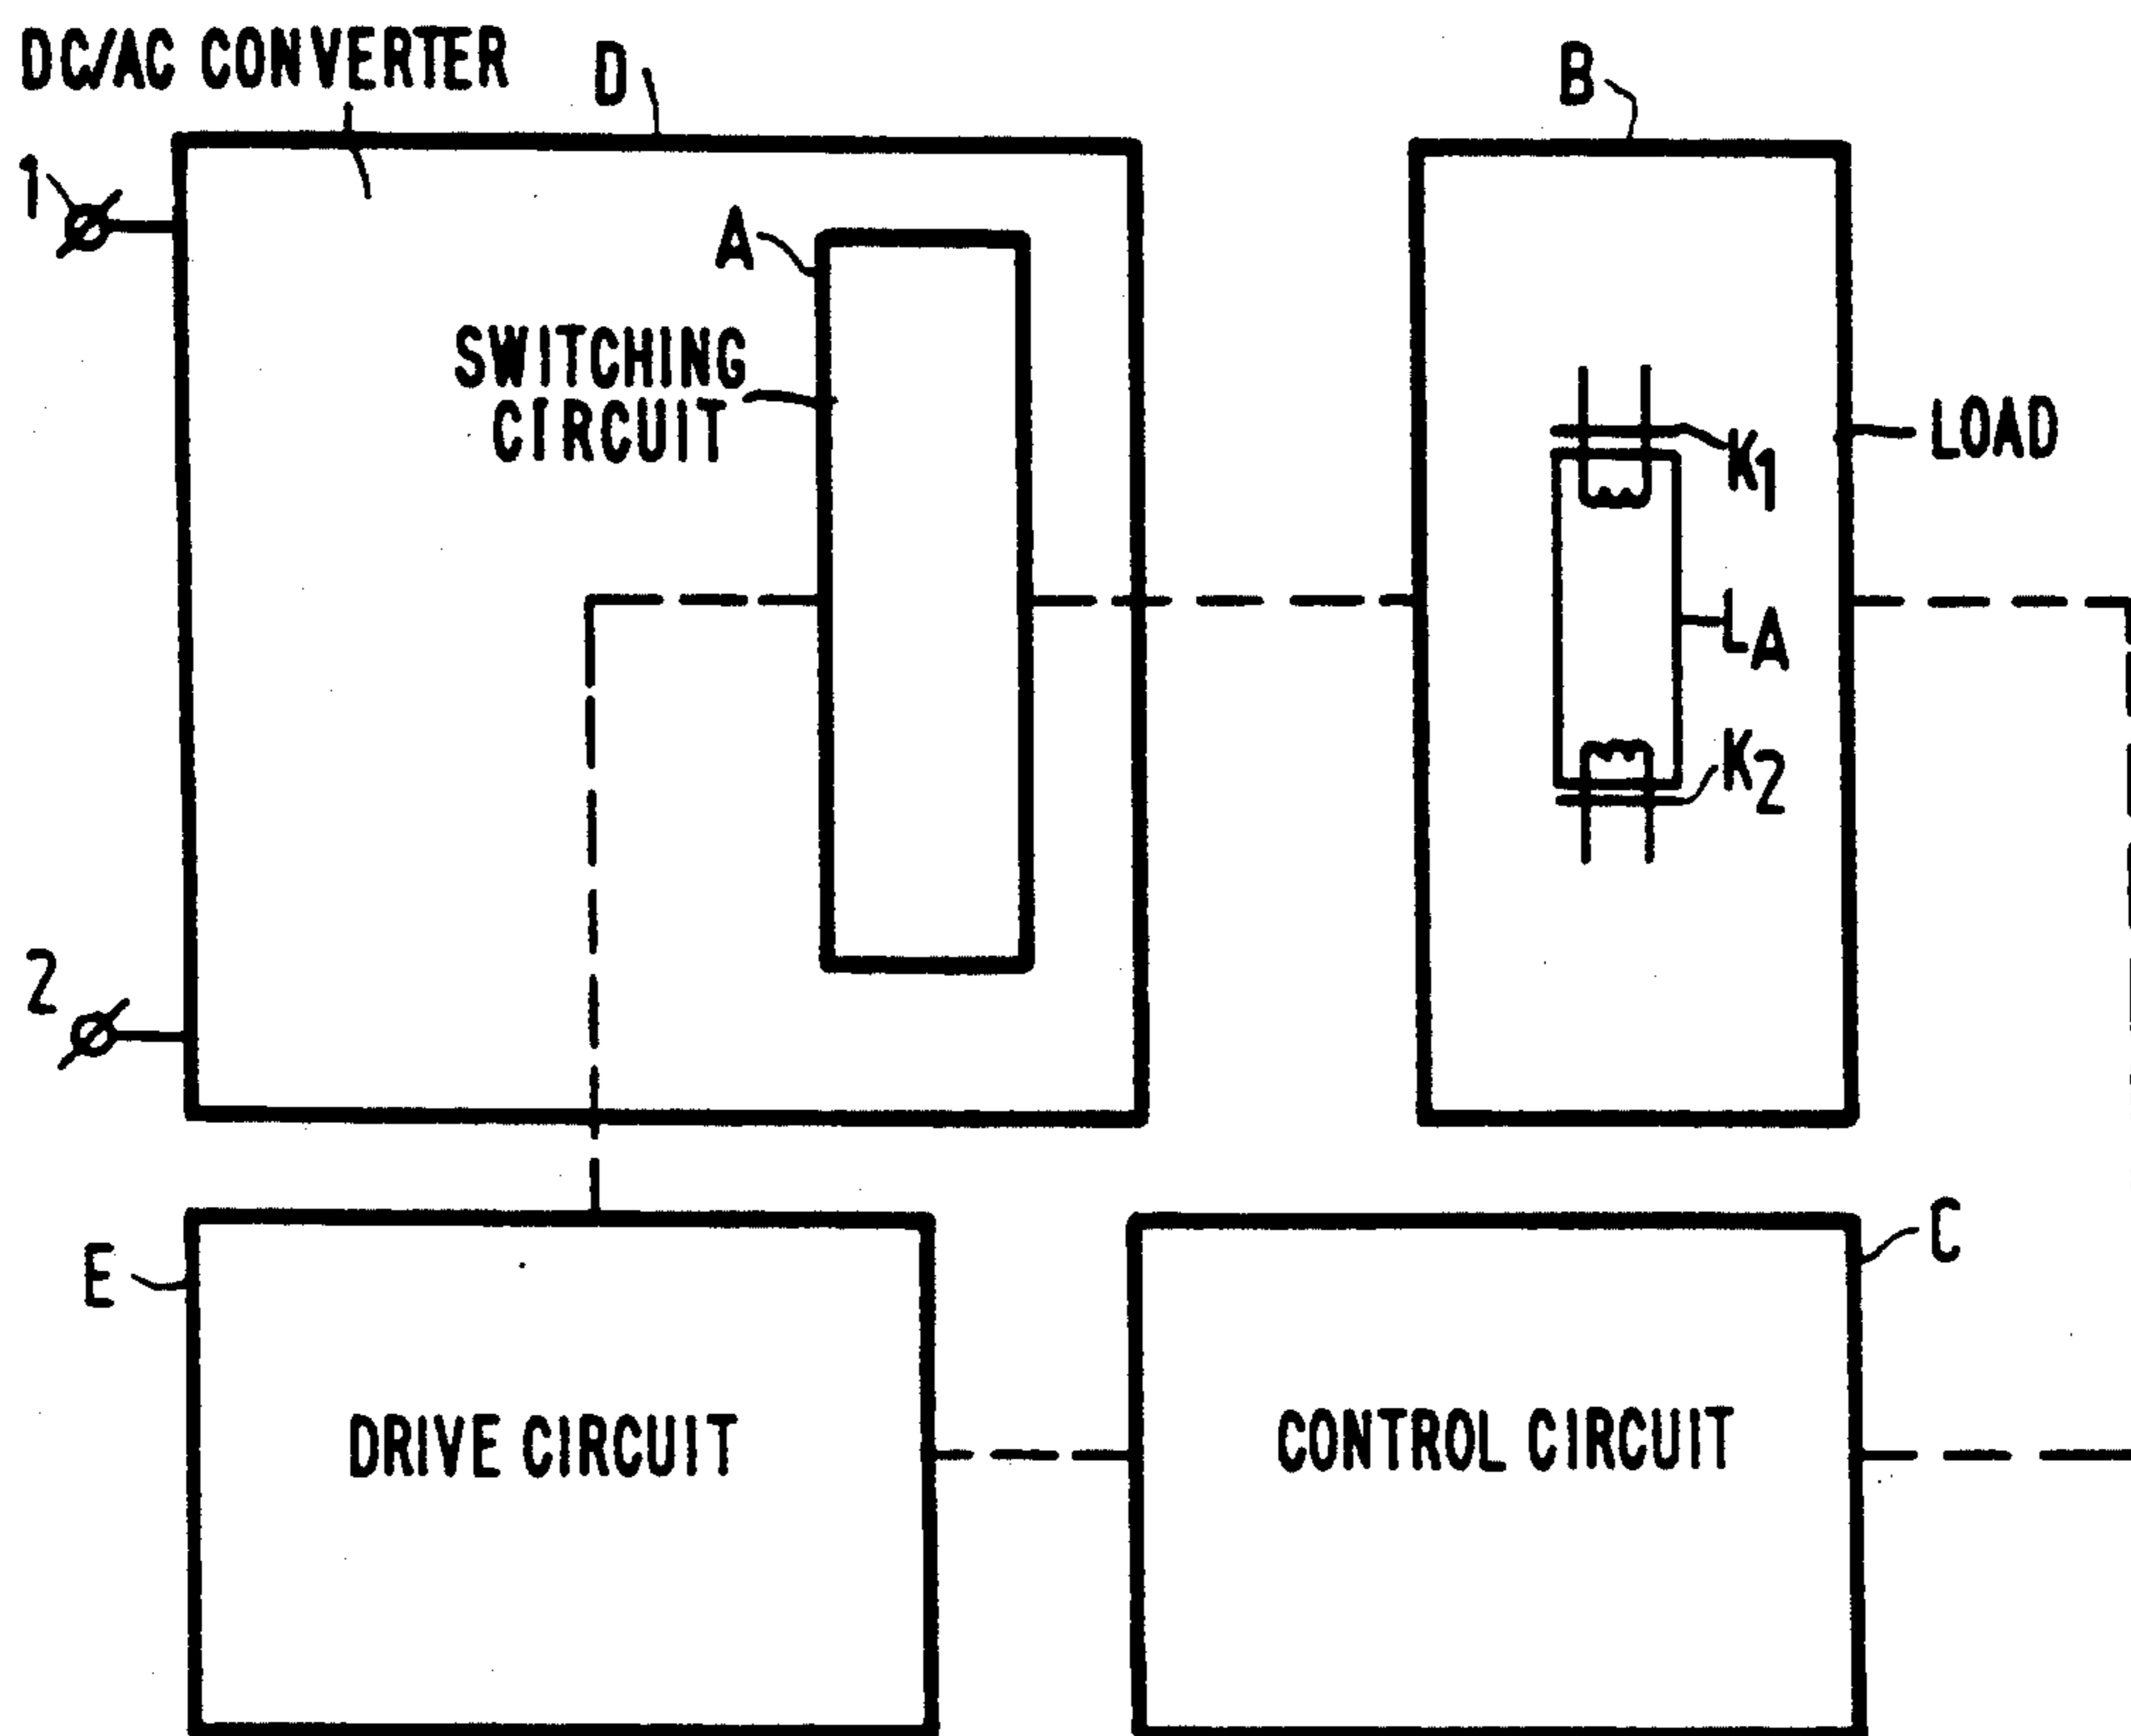 DC/AC CONVERTER
D
B
1
A
SWITCHING
CIRCUIT
LOAD
K1
LA
K2
2
E
C
DRIVE CIRCUIT
CONTROL CIRCUIT